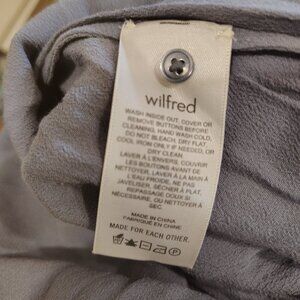 wilfred
WASH INSIDE OUT. COVER OR
REMOVE BUTTONS BEFORE
CLEANING. HAND WASH COLD.
DO NOT BLEACH. DRY FLAT.
COOL IRON ONLY IF NEEDED, OR
DRY CLEAN.
LAVER À L'ENVERS. COUVRIR
LES BOUTONS AVANT DE
NETTOYER. LAVER À LA MAIN À
L'EAU FROIDE. NE PAS
JAVELISER. SÉCHER À PLAT.
REPASSAGE DOUX SI
NÉCESSAIRE, OU NETTOYER À
SEC.
MADE IN CHINA
FABRIQUÉ EN CHINE
MADE FOR EACH OTHER.